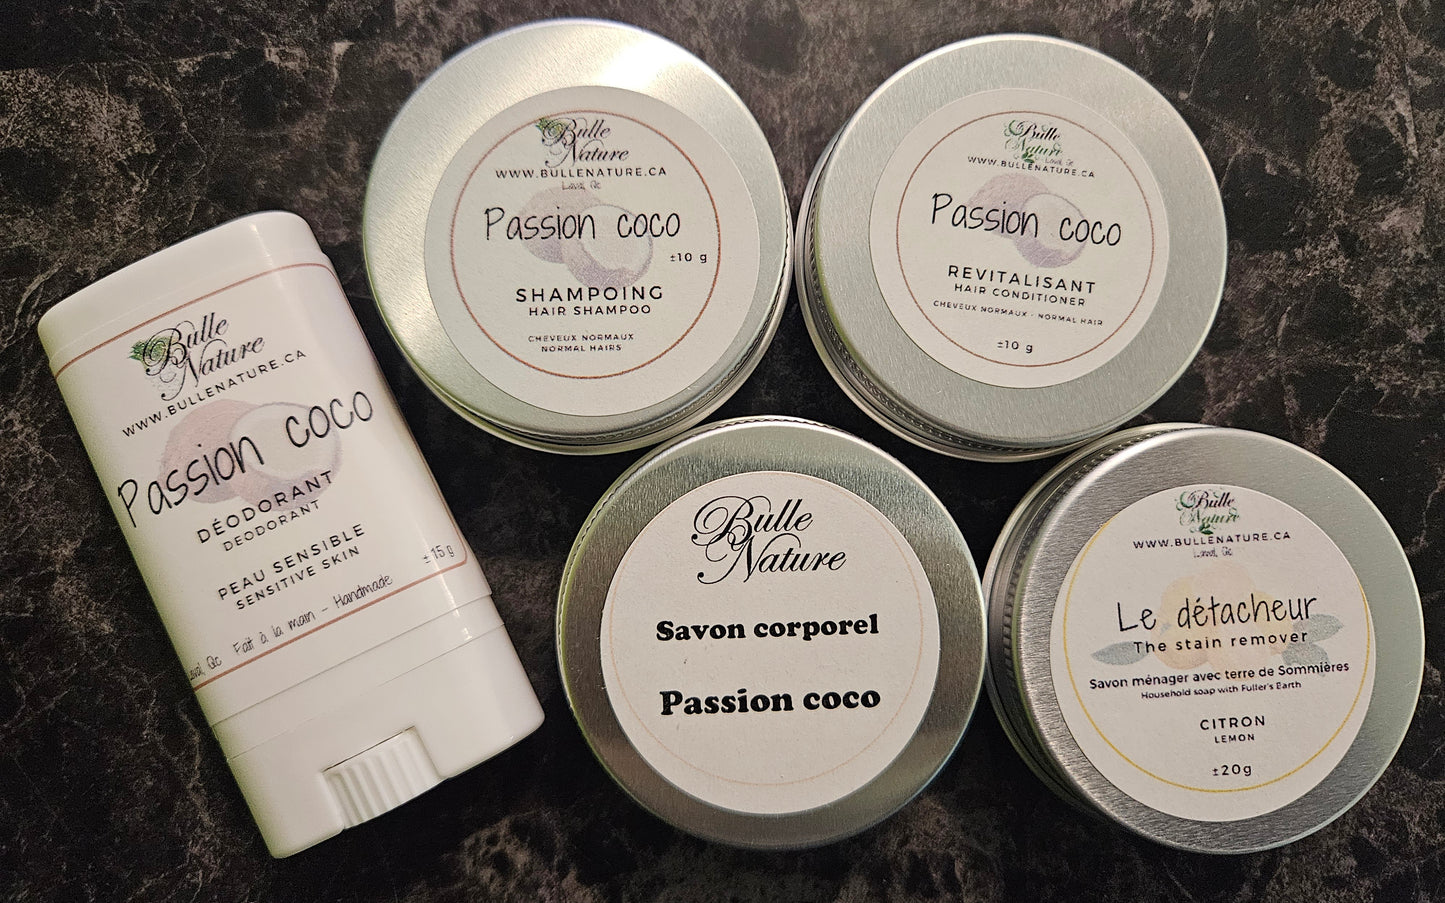 Bulle
Nature
WWW.BULLENATURE.CA
Passion coco
DÉODORANT
DEODORANT
PEAU SENSIBLE
SENSITIVE SKIN
±15 g
Laval, Qc Fait à la main - Handmade
Bulle
Nature
WWW.BULLENATURE.CA
Laval, Qc
Passion coco
±10 g
SHAMPOING
HAIR SHAMPOO
CHEVEUX NORMAUX
NORMAL HAIRS
Bulle
Nature
Laval, Qc
WWW.BULLENATURE.CA
Passion coco
REVITALISANT
HAIR CONDITIONER
CHEVEUX NORMAUX - NORMAL HAIR
±10 g
Bulle
Nature
Savon corporel
Passion coco
Bulle
Nature
WWW.BULLENATURE.CA
Laval, Qc
Le détacheur
The stain remover
Savon ménager avec terre de Sommières
Household soap with Fuller's Earth
CITRON
LEMON
±20g